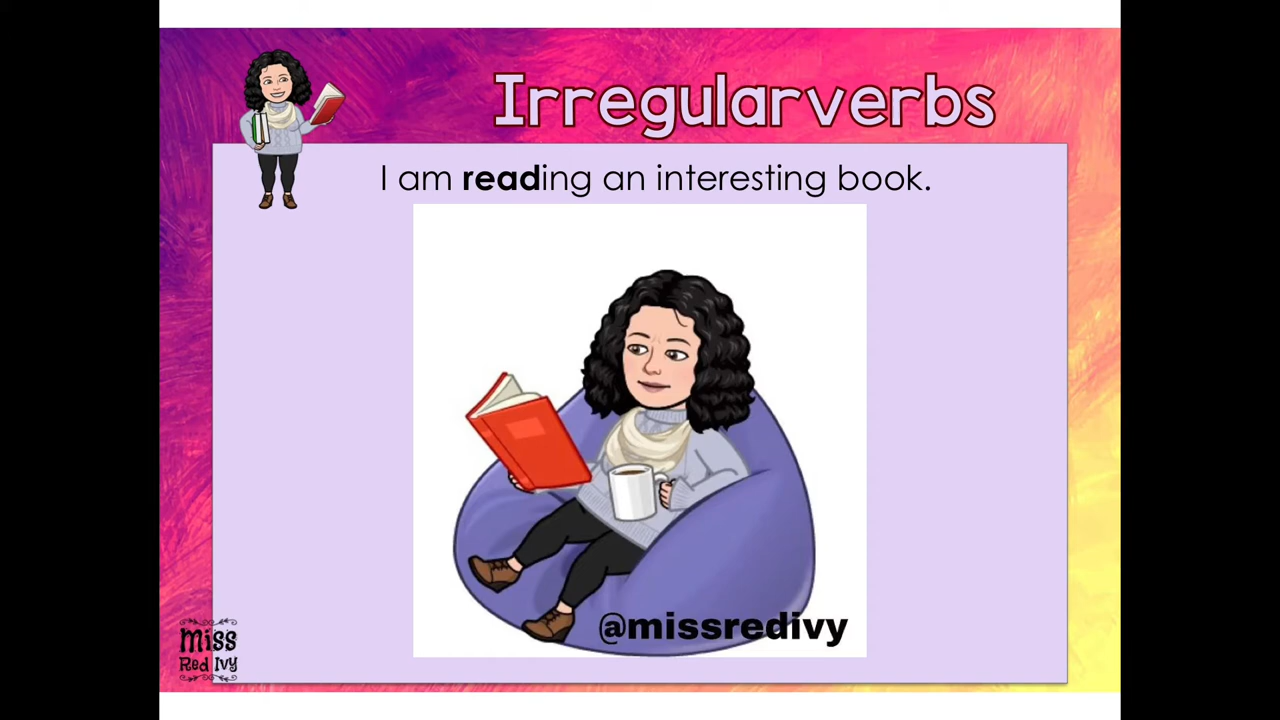 Irregularverbs
I am reading an interesting book.
@missredivy
Miss
Red Ivy